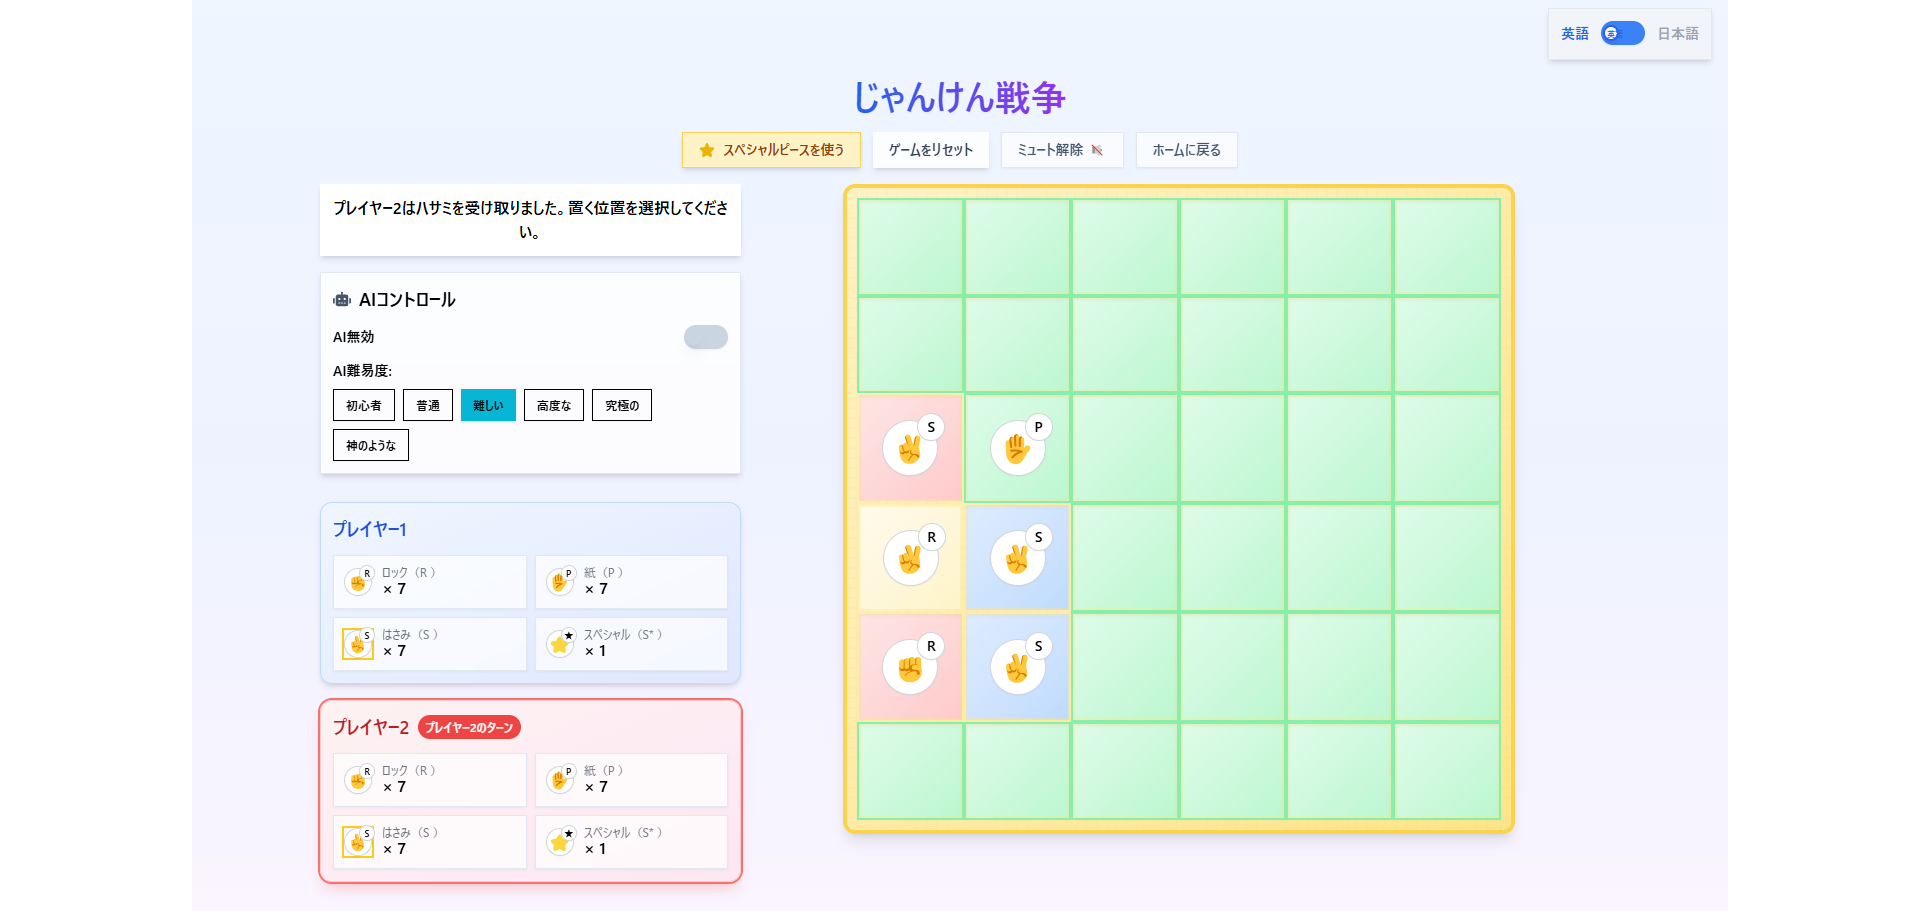 英語 英 日本語
じゃんけん戦争
スペシャルピースを使う ゲームをリセット ミュート解除 ホームに戻る
プレイヤー2はハサミを受け取りました。置く位置を選択してくださ
い。
AIコントロール
AI無効
AI難易度:
初心者 普通 難しい 高度な 究極の
神のような
プレイヤー1
R ロック（R ）
× 7
P 紙（P ）
× 7
S はさみ（S ）
× 7
★ スペシャル（S* ）
× 1
プレイヤー2 プレイヤー2のターン
R ロック（R ）
× 7
P 紙（P ）
× 7
S はさみ（S ）
× 7
★ スペシャル（S* ）
× 1
S P
R S
R S